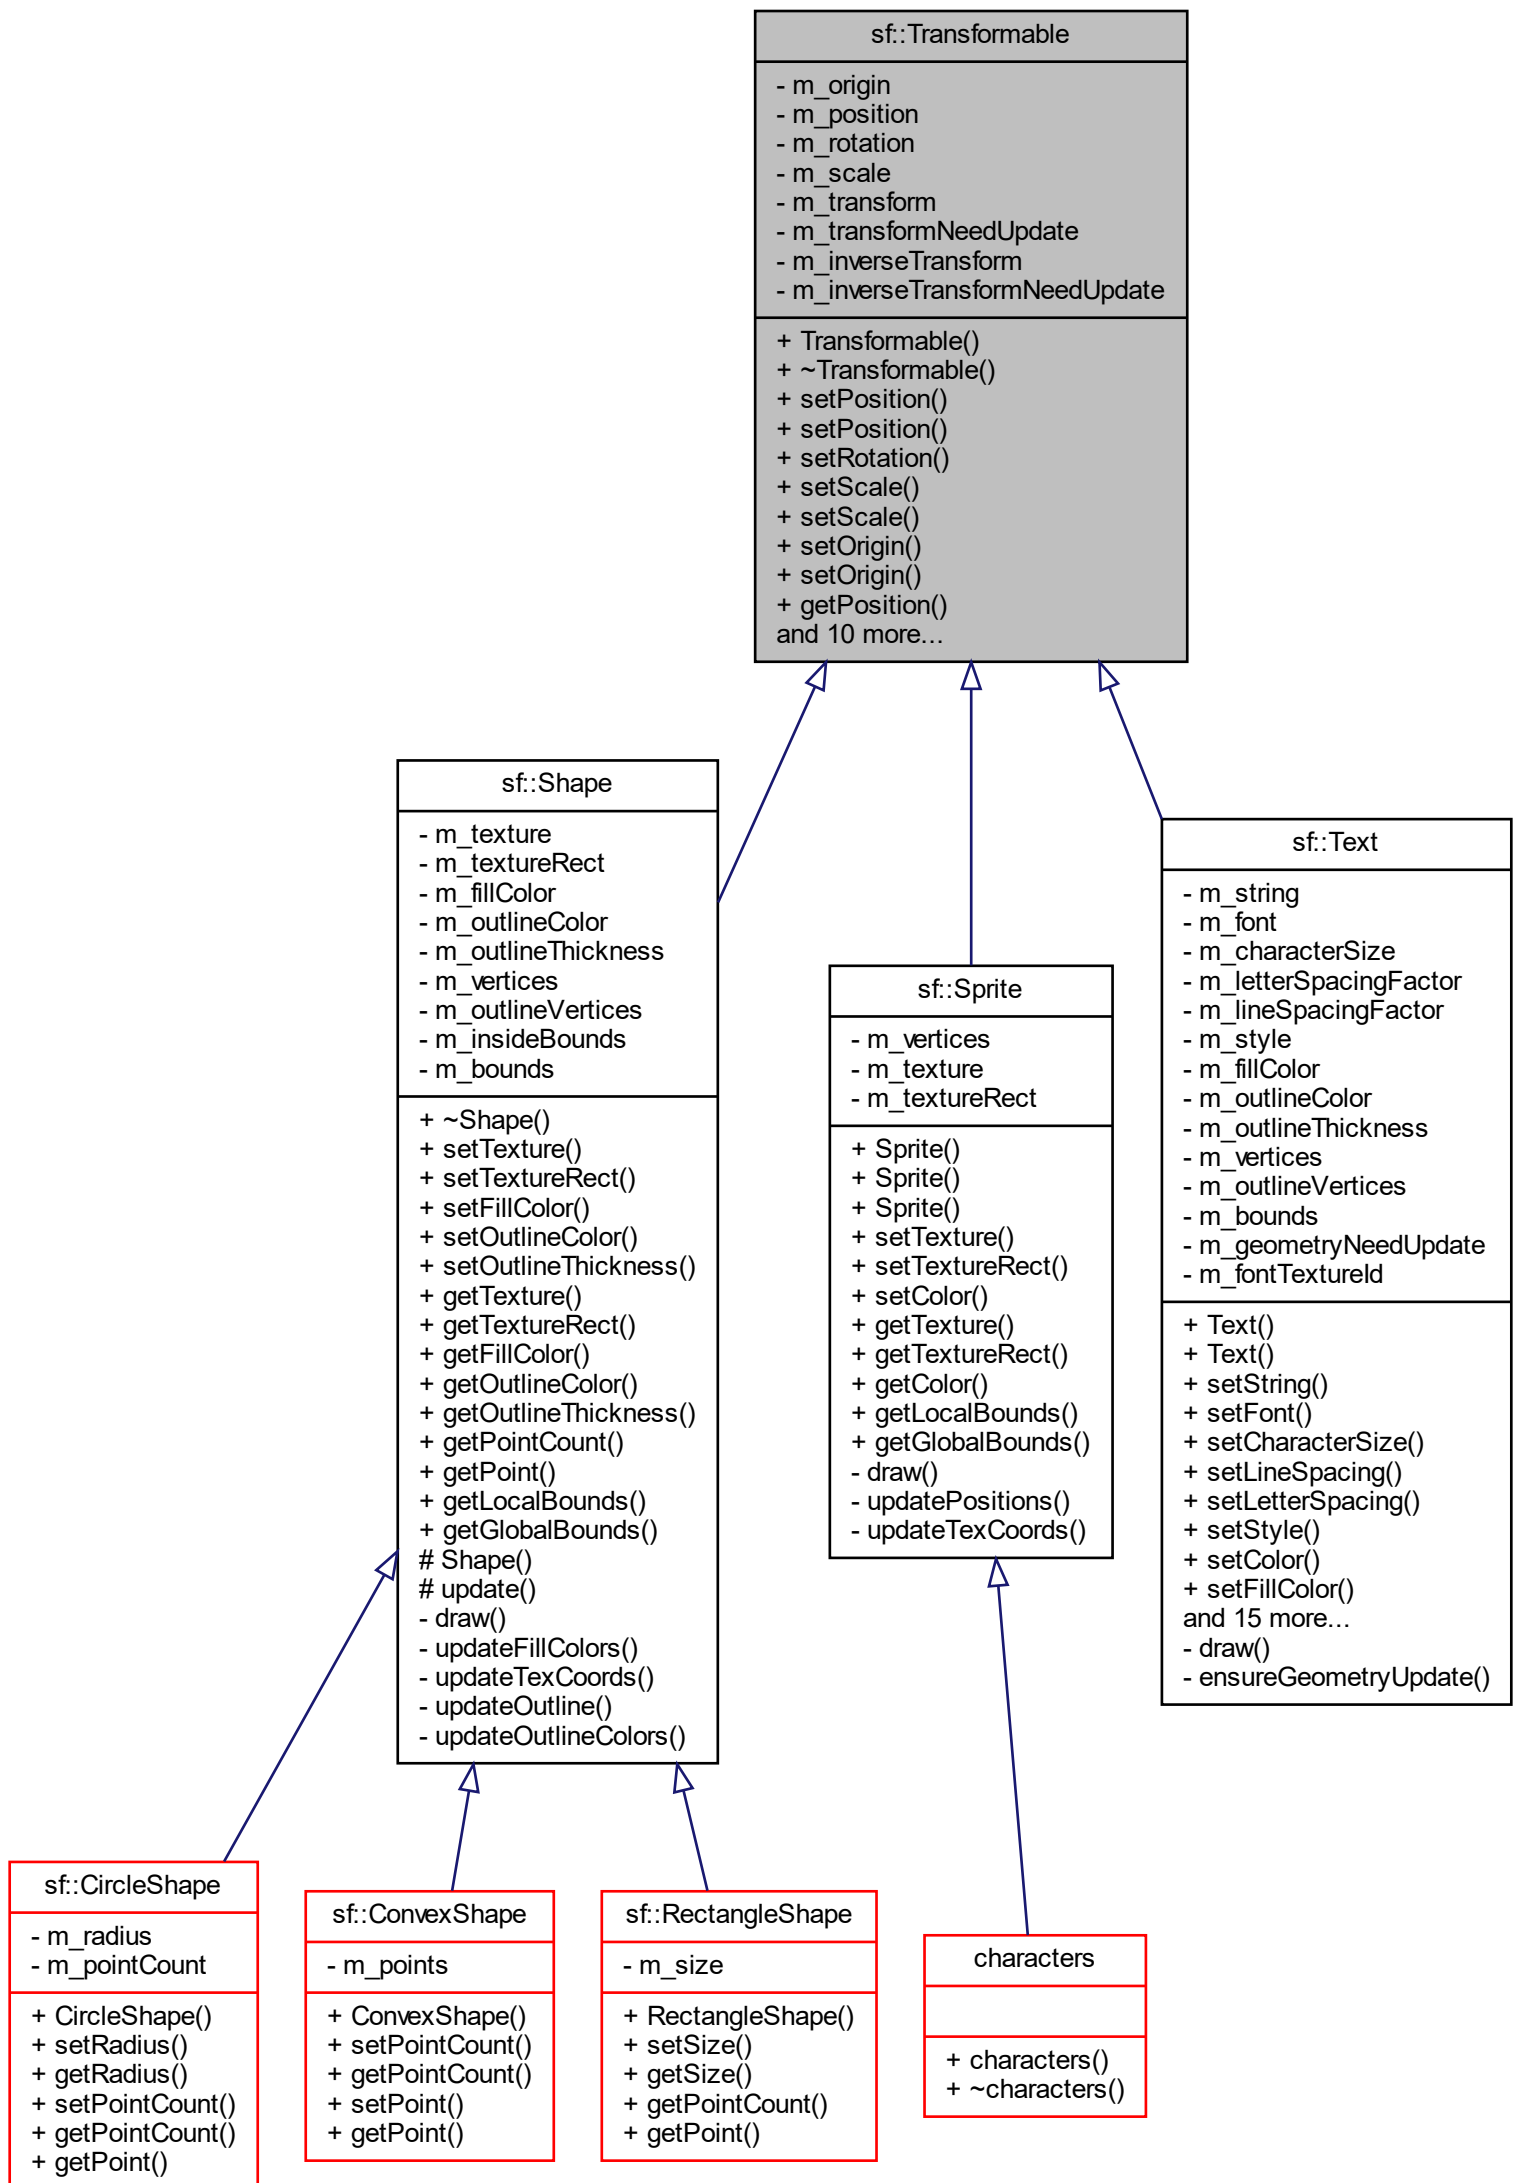 sf::Transformable
- m_origin
- m_position
- m_rotation
- m_scale
- m_transform
- m_transformNeedUpdate
- m_inverseTransform
- m_inverseTransformNeedUpdate
+ Transformable()
+ ~Transformable()
+ setPosition()
+ setPosition()
+ setRotation()
+ setScale()
+ setScale()
+ setOrigin()
+ setOrigin()
+ getPosition()
and 10 more...
sf::Shape
- m_texture
- m_textureRect
- m_fillColor
- m_outlineColor
- m_outlineThickness
- m_vertices
- m_outlineVertices
- m_insideBounds
- m_bounds
+ ~Shape()
+ setTexture()
+ setTextureRect()
+ setFillColor()
+ setOutlineColor()
+ setOutlineThickness()
+ getTexture()
+ getTextureRect()
+ getFillColor()
+ getOutlineColor()
+ getOutlineThickness()
+ getPointCount()
+ getPoint()
+ getLocalBounds()
+ getGlobalBounds()
# Shape()
# update()
- draw()
- updateFillColors()
- updateTexCoords()
- updateOutline()
- updateOutlineColors()
sf::Sprite
- m_vertices
- m_texture
- m_textureRect
+ Sprite()
+ Sprite()
+ Sprite()
+ setTexture()
+ setTextureRect()
+ setColor()
+ getTexture()
+ getTextureRect()
+ getColor()
+ getLocalBounds()
+ getGlobalBounds()
- draw()
- updatePositions()
- updateTexCoords()
sf::Text
- m_string
- m_font
- m_characterSize
- m_letterSpacingFactor
- m_lineSpacingFactor
- m_style
- m_fillColor
- m_outlineColor
- m_outlineThickness
- m_vertices
- m_outlineVertices
- m_bounds
- m_geometryNeedUpdate
- m_fontTextureId
+ Text()
+ Text()
+ setString()
+ setFont()
+ setCharacterSize()
+ setLineSpacing()
+ setLetterSpacing()
+ setStyle()
+ setColor()
+ setFillColor()
and 15 more...
- draw()
- ensureGeometryUpdate()
sf::CircleShape
- m_radius
- m_pointCount
+ CircleShape()
+ setRadius()
+ getRadius()
+ setPointCount()
+ getPointCount()
+ getPoint()
sf::ConvexShape
- m_points
+ ConvexShape()
+ setPointCount()
+ getPointCount()
+ setPoint()
+ getPoint()
sf::RectangleShape
- m_size
+ RectangleShape()
+ setSize()
+ getSize()
+ getPointCount()
+ getPoint()
characters
+ characters()
+ ~characters()